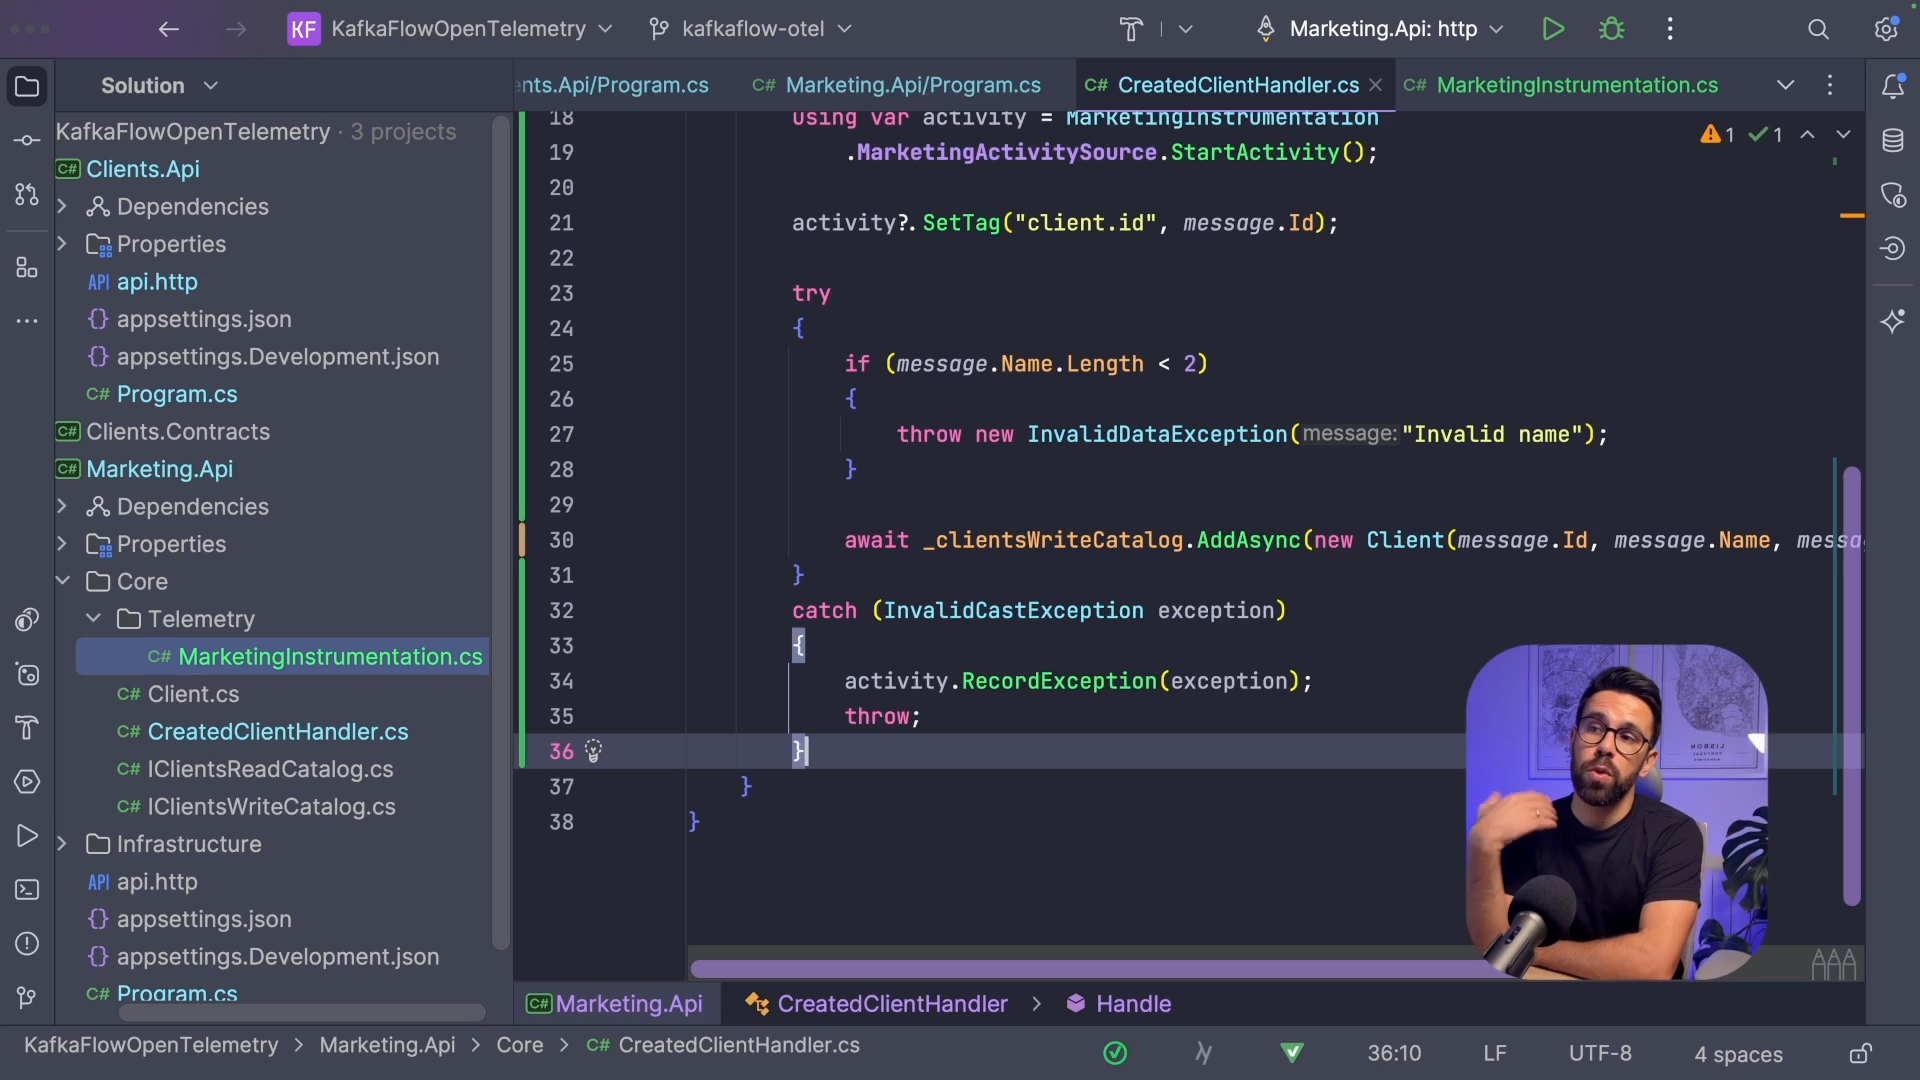 KF KafkaFlowOpenTelemetry kafkaflow-otel Marketing.Api: http
Solution
KafkaFlowOpenTelemetry · 3 projects
C# Clients.Api
Dependencies
Properties
API api.http
{} appsettings.json
{} appsettings.Development.json
C# Program.cs
C# Clients.Contracts
C# Marketing.Api
Dependencies
Properties
Core
Telemetry
C# MarketingInstrumentation.cs
C# Client.cs
C# CreatedClientHandler.cs
C# IClientsReadCatalog.cs
C# IClientsWriteCatalog.cs
Infrastructure
API api.http
{} appsettings.json
{} appsettings.Development.json
C# Program.cs
ents.Api/Program.cs C# Marketing.Api/Program.cs C# CreatedClientHandler.cs C# MarketingInstrumentation.cs
1 1
18 using var activity = MarketingInstrumentation
19 .MarketingActivitySource.StartActivity();
20
21 activity?.SetTag("client.id", message.Id);
22
23 try
24 {
25 if (message.Name.Length < 2)
26 {
27 throw new InvalidDataException(message: "Invalid name");
28 }
29
30 await _clientsWriteCatalog.AddAsync(new Client(message.Id, message.Name, messa
31 }
32 catch (InvalidCastException exception)
33 {
34 activity.RecordException(exception);
35 throw;
36 }
37 }
38 }
C# Marketing.Api CreatedClientHandler > Handle
KafkaFlowOpenTelemetry > Marketing.Api > Core > C# CreatedClientHandler.cs 36:10 LF UTF-8 4 spaces